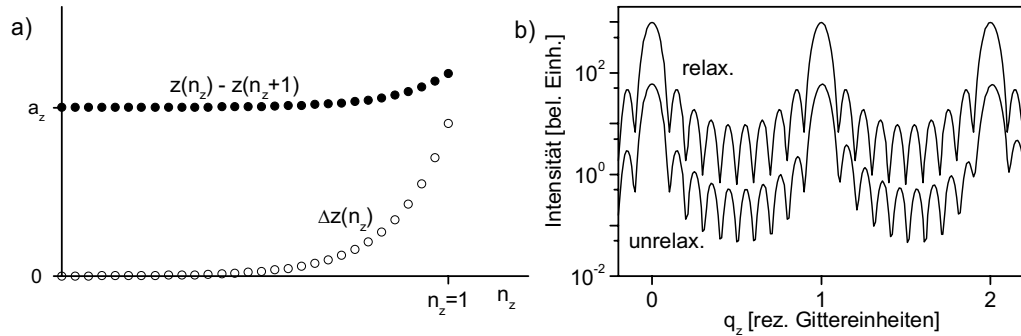 a)
z(n_z) - z(n_z+1)
a_z
Δz(n_z)
0
n_z=1
n_z
b)
Intensität [bel. Einh.]
10^2
10^0
10^-2
relax.
unrelax.
0
1
2
q_z [rez. Gittereinheiten]